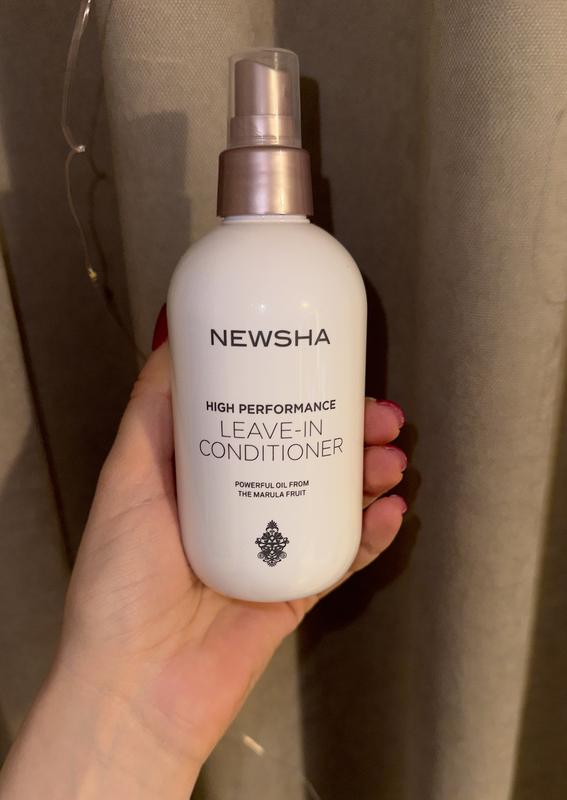 NEWSHA
HIGH PERFORMANCE
LEAVE-IN
CONDITIONER
POWERFUL OIL FROM
THE MARULA FRUIT